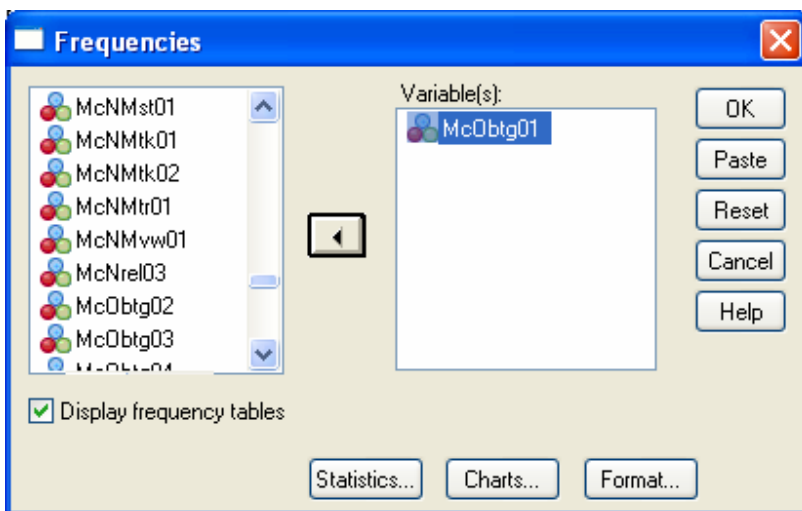 Frequencies
McNMst01
McNMtk01
McNMtk02
McNMtr01
McNMvw01
McNrel03
McObtg02
McObtg03
Variable(s):
McObtg01
OK
Paste
Reset
Cancel
Help
Display frequency tables
Statistics...
Charts...
Format...